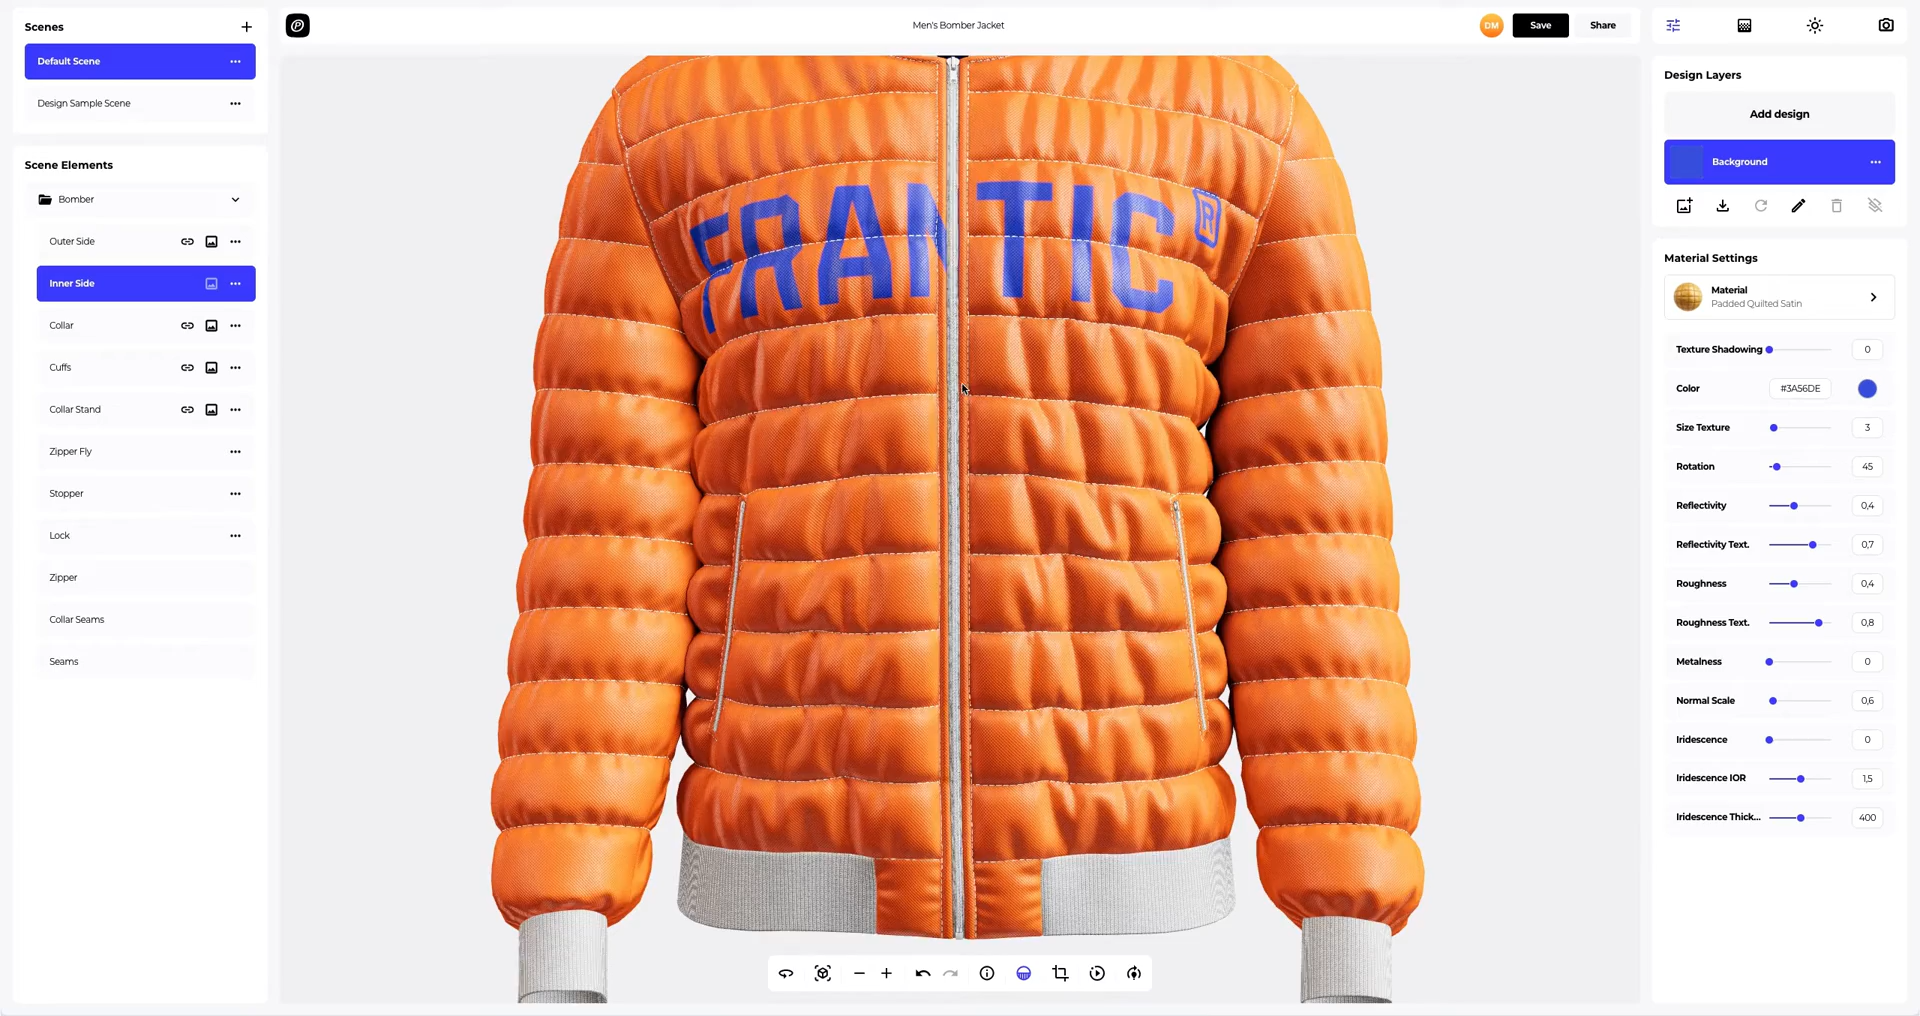 Scenes
Default Scene
Design Sample Scene
Scene Elements
Bomber
Outer Side
Inner Side
Collar
Cuffs
Collar Stand
Zipper Fly
Stopper
Lock
Zipper
Collar Seams
Seams
Men's Bomber Jacket
DM
Save
Share
FRANTIC®
Design Layers
Add design
Background
Material Settings
Material
Padded Quilted Satin
Texture Shadowing 0
Color #3A56DE
Size Texture 3
Rotation 45
Reflectivity 0,4
Reflectivity Text. 0,7
Roughness 0,4
Roughness Text. 0,8
Metalness 0
Normal Scale 0,6
Iridescence 0
Iridescence IOR 1,5
Iridescence Thick... 400